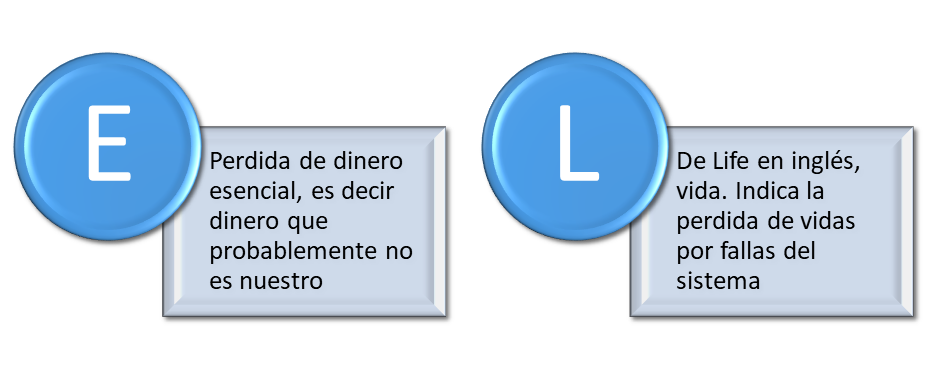 E
Perdida de dinero
esencial, es decir
dinero que
probablemente no
es nuestro
L
De Life en inglés,
vida. Indica la
perdida de vidas
por fallas del
sistema